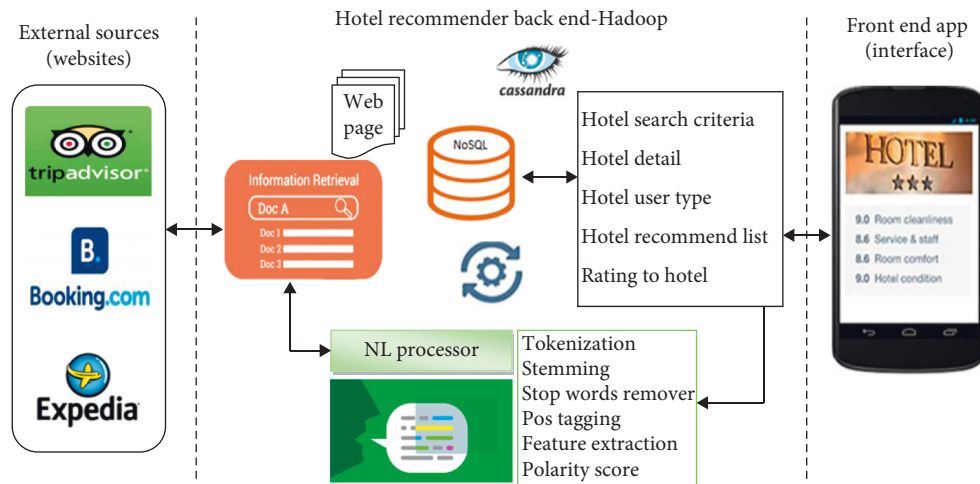 External sources
(websites)
tripadvisor
B.
Booking.com
Expedia
Hotel recommender back end-Hadoop
Web
page
cassandra
Information Retrieval
Doc A
Doc 1
Doc 2
Doc 3
NoSQL
Hotel search criteria
Hotel detail
Hotel user type
Hotel recommend list
Rating to hotel
NL processor
Tokenization
Stemming
Stop words remover
Pos tagging
Feature extraction
Polarity score
Front end app
(interface)
HOTEL
9.0 Room cleanliness
8.6 Service & staff
8.6 Room comfort
9.0 Hotel condition